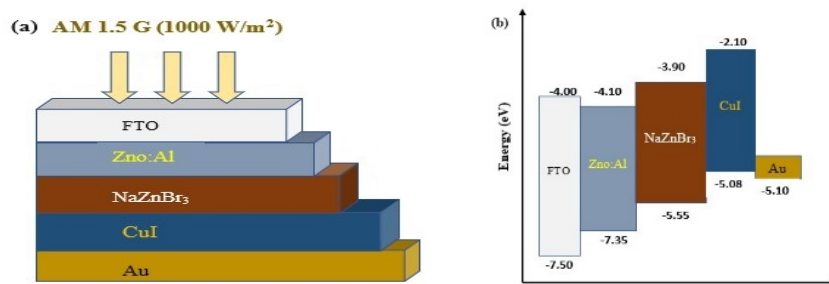 (a) AM 1.5 G (1000 W/m²)
FTO
Zno:Al
NaZnBr₃
CuI
Au
(b)
Energy (eV)
-2.10
-3.90
-4.00
-4.10
CuI
NaZnBr₃
FTO
Zno:Al
Au
-5.08
-5.10
-5.55
-7.35
-7.50